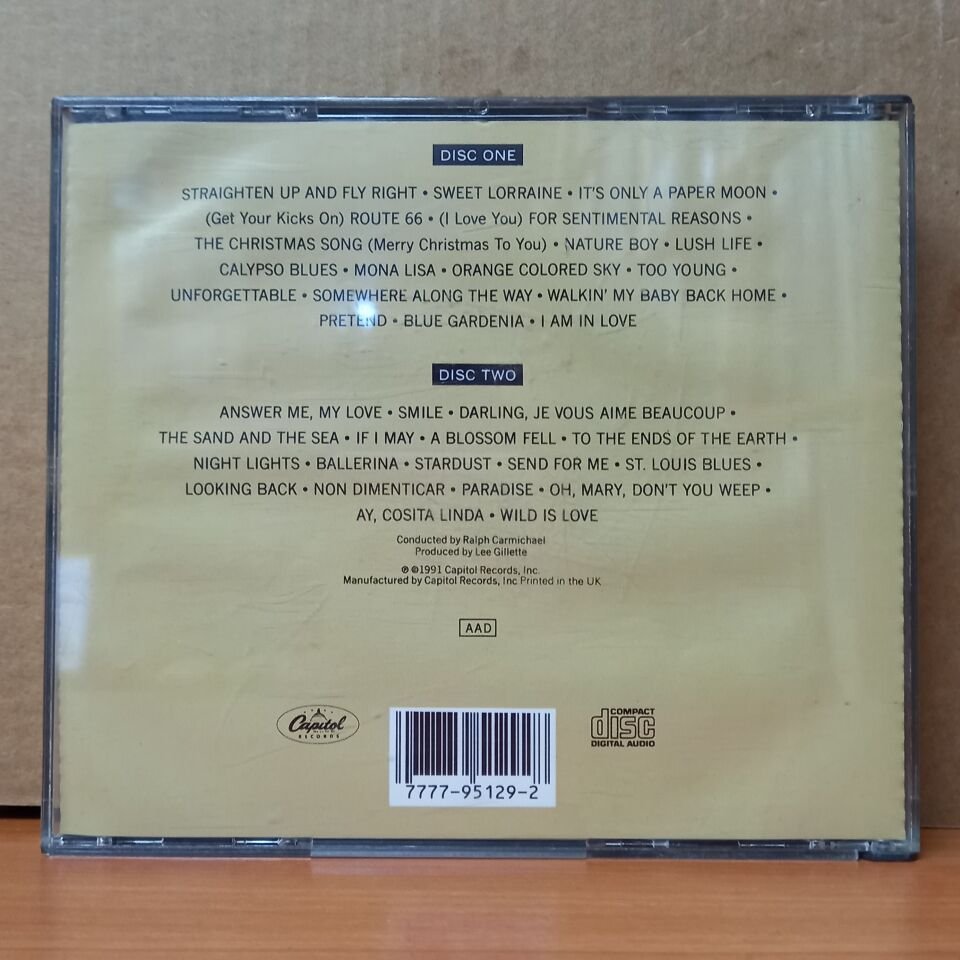 DISC ONE
STRAIGHTEN UP AND FLY RIGHT • SWEET LORRAINE • IT'S ONLY A PAPER MOON •
(Get Your Kicks On) ROUTE 66 • (I Love You) FOR SENTIMENTAL REASONS •
THE CHRISTMAS SONG (Merry Christmas To You) • NATURE BOY • LUSH LIFE •
CALYPSO BLUES • MONA LISA • ORANGE COLORED SKY • TOO YOUNG •
UNFORGETTABLE • SOMEWHERE ALONG THE WAY • WALKIN' MY BABY BACK HOME •
PRETEND • BLUE GARDENIA • I AM IN LOVE
DISC TWO
ANSWER ME, MY LOVE • SMILE • DARLING, JE VOUS AIME BEAUCOUP •
THE SAND AND THE SEA • IF I MAY • A BLOSSOM FELL • TO THE ENDS OF THE EARTH •
NIGHT LIGHTS • BALLERINA • STARDUST • SEND FOR ME • ST. LOUIS BLUES •
LOOKING BACK • NON DIMENTICAR • PARADISE • OH, MARY, DON'T YOU WEEP •
AY, COSITA LINDA • WILD IS LOVE
Conducted by Ralph Carmichael
Produced by Lee Gillette
℗ ©1991 Capitol Records, Inc.
Manufactured by Capitol Records, Inc Printed in the UK
AAD
Capitol
RECORDS
7777-95129-2
COMPACT
disc
DIGITAL AUDIO